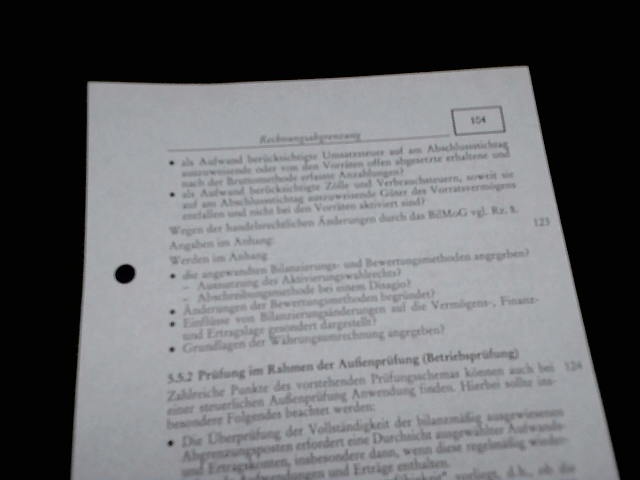 Rechnungsabgrenzung
104
• als Aufwand berücksichtigte Umsatzsteuer auf am Abschlussstichtag
auszuweisende oder von den Vorräten offen abgesetzte erhaltene und
nach der Bruttomethode erfasste Anzahlungen?
• als Aufwand berücksichtigte Zölle und Verbrauchsteuern, soweit sie
auf am Abschlussstichtag auszuweisende Güter des Vorratsvermögens
entfallen und nicht bei den Vorräten aktiviert sind?
Wegen der handelsrechtlichen Änderungen durch das BilMoG vgl. Rz. 8.
Angaben im Anhang: 123
Werden im Anhang
• die angewandten Bilanzierungs- und Bewertungsmethoden angegeben?
– Ausnutzung des Aktivierungswahlrechts?
– Abschreibungsmethode bei einem Disagio?
• Änderungen der Bewertungsmethoden begründet?
• Einflüsse von Bilanzierungsänderungen auf die Vermögens-, Finanz-
und Ertragslage gesondert dargestellt?
• Grundlagen der Währungsumrechnung angegeben?
5.5.2 Prüfung im Rahmen der Außenprüfung (Betriebsprüfung)
Zahlreiche Punkte des vorstehenden Prüfungsschemas können auch bei 124
einer steuerlichen Außenprüfung Anwendung finden. Hierbei sollte ins-
besondere Folgendes beachtet werden:
• Die Überprüfung der Vollständigkeit der bilanzmäßig ausgewiesenen
Abgrenzungsposten erfordert eine Durchsicht ausgewählter Aufwands-
und Ertragskonten, insbesondere dann, wenn diese regelmäßig wieder-
Aufwendungen und Erträge enthalten.
vorliegt, d.h., ob die